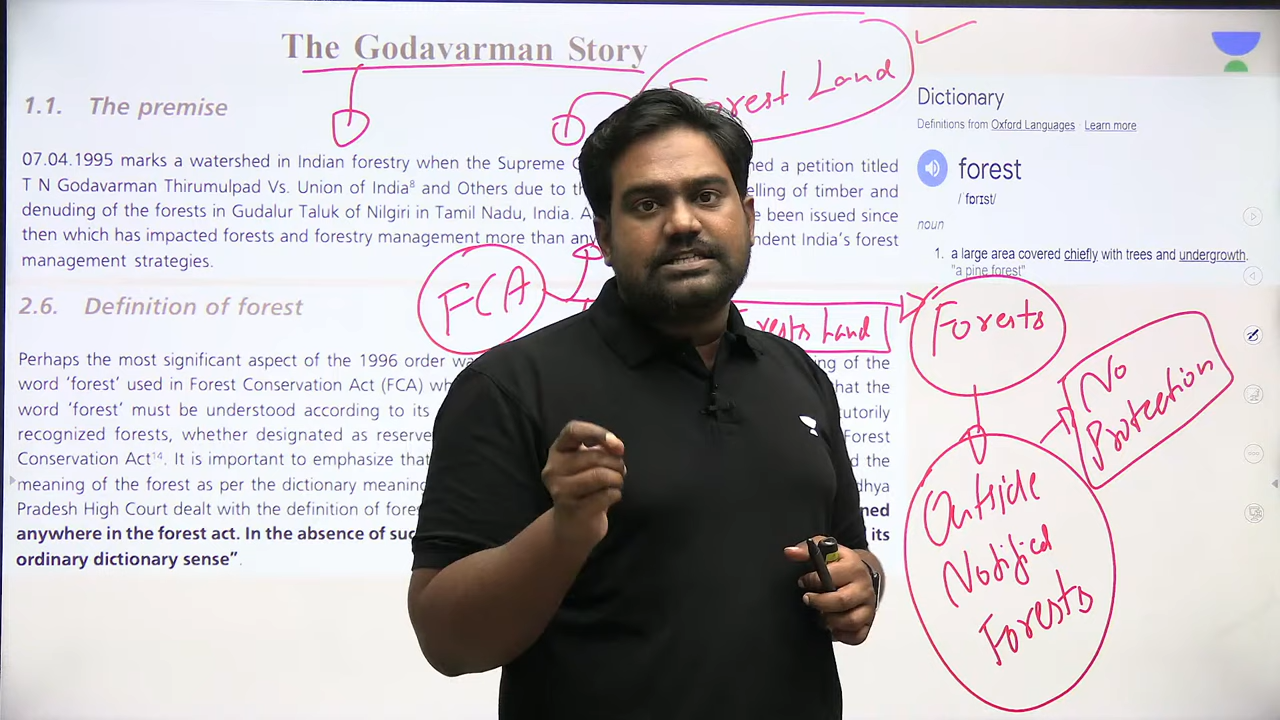 The Godavarman Story
Forest Land
1.1. The premise
07.04.1995 marks a watershed in Indian forestry when the Supreme
ned a petition titled
T N Godavarman Thirumulpad Vs. Union of India⁸ and Others due to
elling of timber and
denuding of the forests in Gudalur Taluk of Nilgiri in Tamil Nadu, India.
been issued since
then which has impacted forests and forestry management more than any
ndent India's forest
management strategies.
FCA
Forests Land
2.6. Definition of forest
Perhaps the most significant aspect of the 1996 order
ng of the
word 'forest' used in Forest Conservation Act (FCA)
hat the
word 'forest' must be understood according to its
tutorily
recognized forests, whether designated as reserve
Forest
Conservation Act¹⁴. It is important to emphasize that
d the
meaning of the forest as per the dictionary meaning
dhya
Pradesh High Court dealt with the definition of fore
ned
anywhere in the forest act. In the absence of suc
its
ordinary dictionary sense".
Dictionary
Definitions from Oxford Languages · Learn more
forest
/ˈfɒrɪst/
noun
1. a large area covered chiefly with trees and undergrowth.
"a pine forest"
Forests
No
Protection
Outside
Notified
Forests